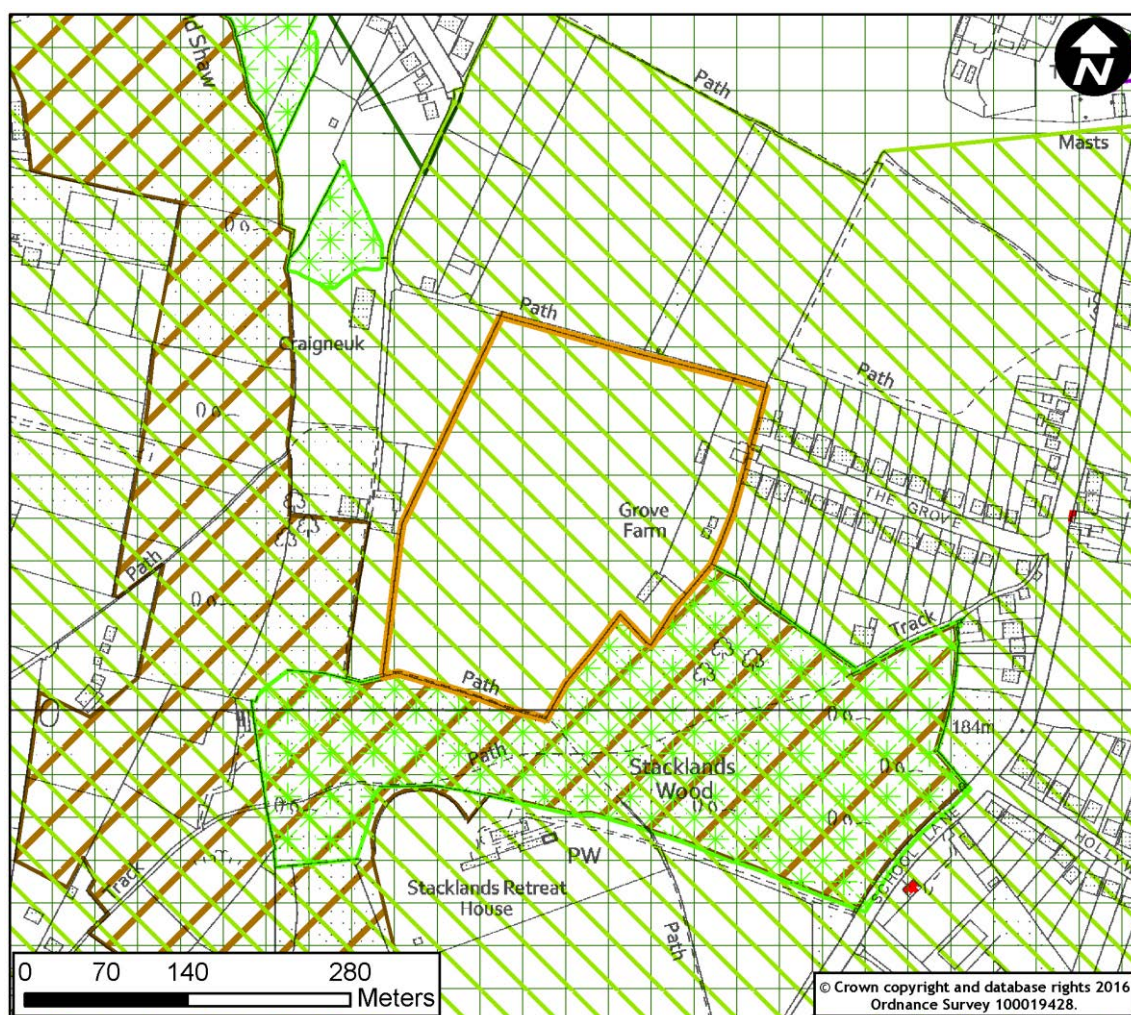 d Shaw
N
Path
Masts
Path
Craigneuk
Path
Grove
Farm
THE GROVE
Path
Track
Path
184m
Path
Stacklands
Wood
SCHOOL LANE
PW
Stacklands Retreat
House
Track
Path
0 70 140 280
Meters
© Crown copyright and database rights 2016
Ordnance Survey 100019428.